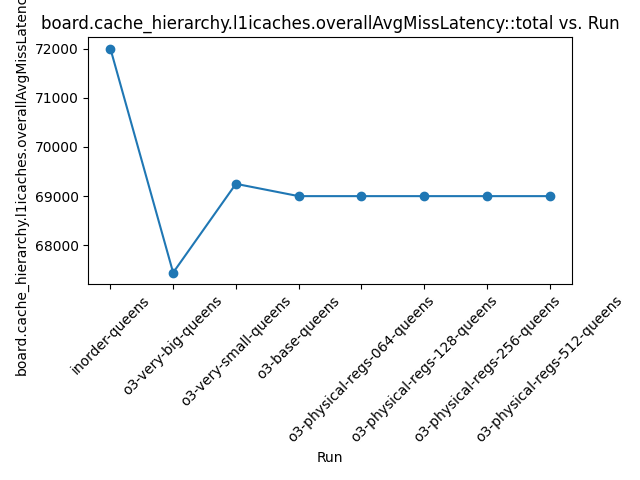 board.cache_hierarchy.l1icaches.overallAvgMissLatency::total vs. Run
board.cache_hierarchy.l1icaches.overallAvgMissLatenc
72000
71000
70000
69000
68000
inorder-queens
o3-very-big-queens
o3-very-small-queens
o3-base-queens
o3-physical-regs-064-queens
o3-physical-regs-128-queens
o3-physical-regs-256-queens
o3-physical-regs-512-queens
Run